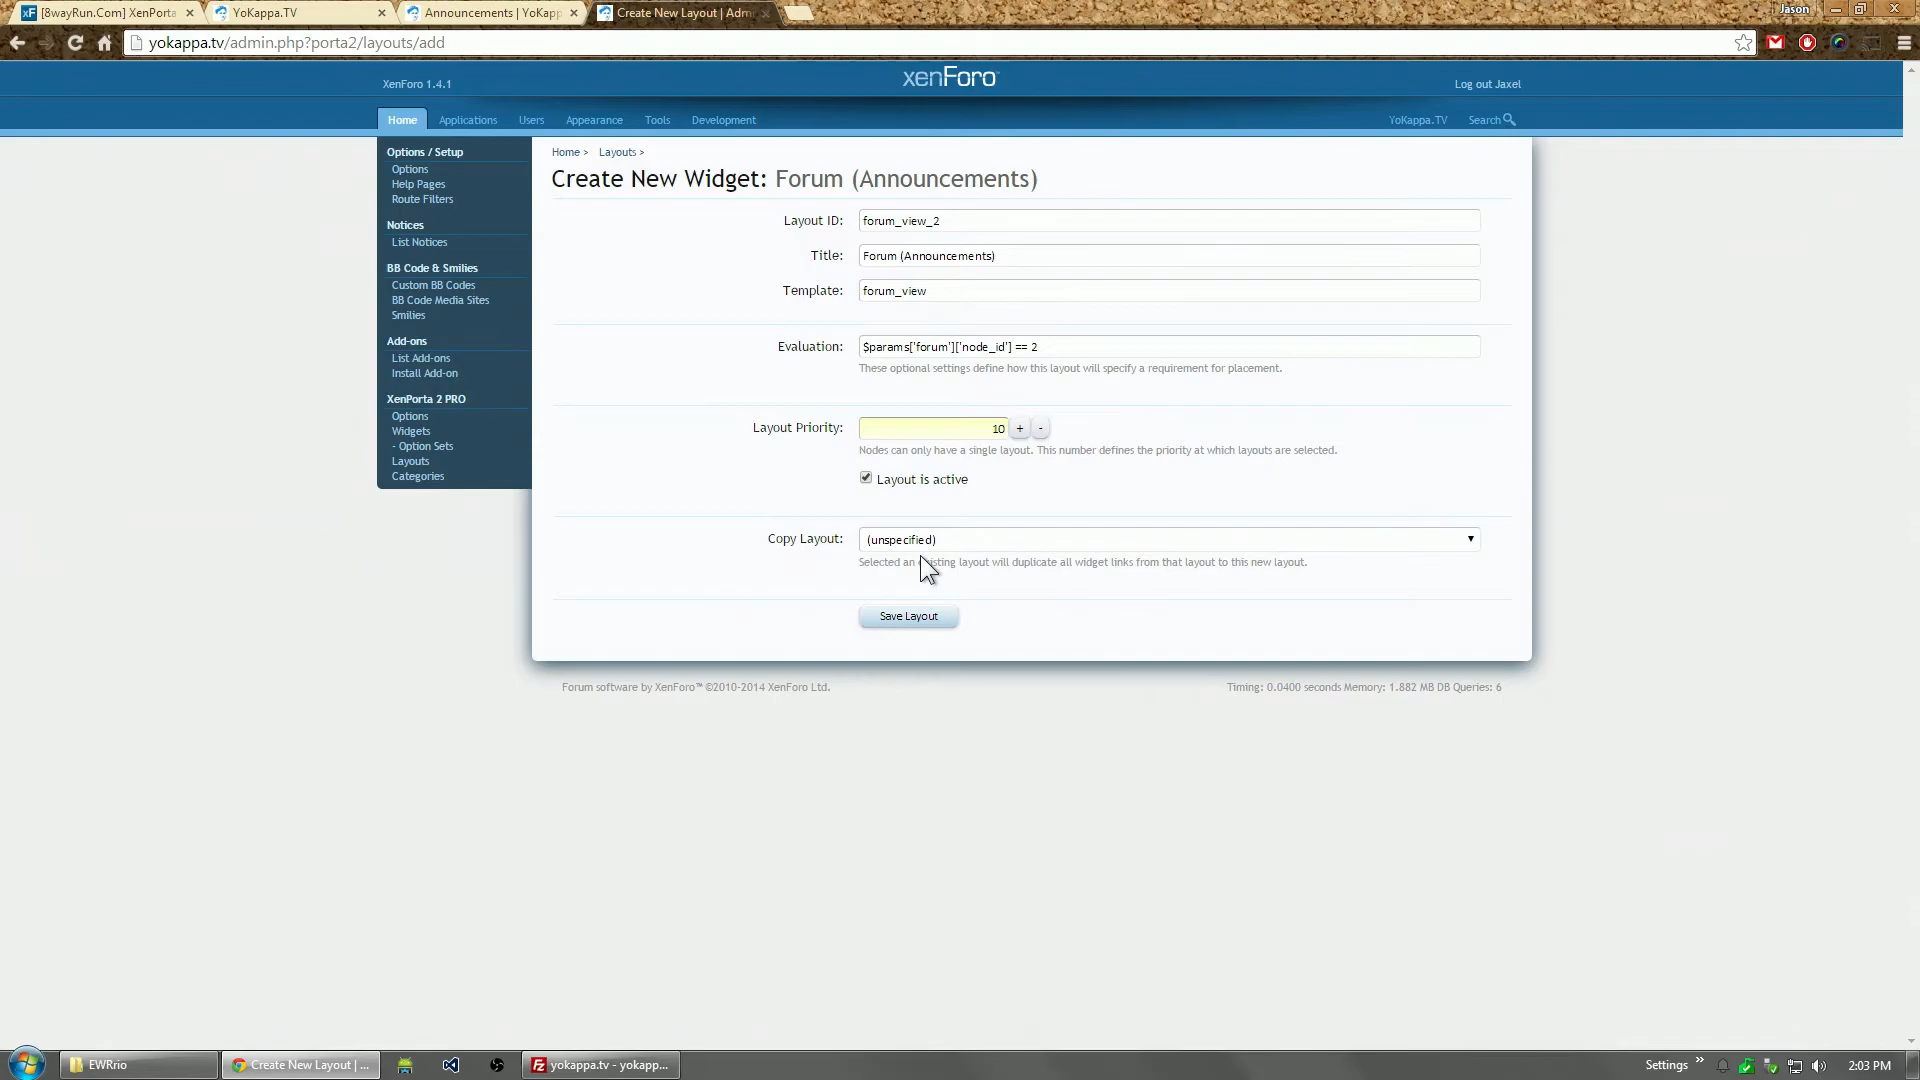 [8wayRun.Com] XenPorta
YoKappa.TV
Announcements | YoKapp
Create New Layout | Adm
Jason
yokappa.tv/admin.php?porta2/layouts/add
XenForo 1.4.1
xenForo
Log out Jaxel
Home
Applications
Users
Appearance
Tools
Development
YoKappa.TV
Search
Options / Setup
Options
Help Pages
Route Filters
Notices
List Notices
BB Code & Smilies
Custom BB Codes
BB Code Media Sites
Smilies
Add-ons
List Add-ons
Install Add-on
XenPorta 2 PRO
Options
Widgets
- Option Sets
Layouts
Categories
Home > Layouts >
Create New Widget: Forum (Announcements)
Layout ID: forum_view_2
Title: Forum (Announcements)
Template: forum_view
Evaluation: $params['forum']['node_id'] == 2
These optional settings define how this layout will specify a requirement for placement.
Layout Priority: 10 + -
Nodes can only have a single layout. This number defines the priority at which layouts are selected.
Layout is active
Copy Layout: (unspecified)
Selected an existing layout will duplicate all widget links from that layout to this new layout.
Save Layout
Forum software by XenForo™ ©2010-2014 XenForo Ltd.
Timing: 0.0400 seconds Memory: 1.882 MB DB Queries: 6
EWRrio
Create New Layout | ...
yokappa.tv - yokapp...
Settings
2:03 PM